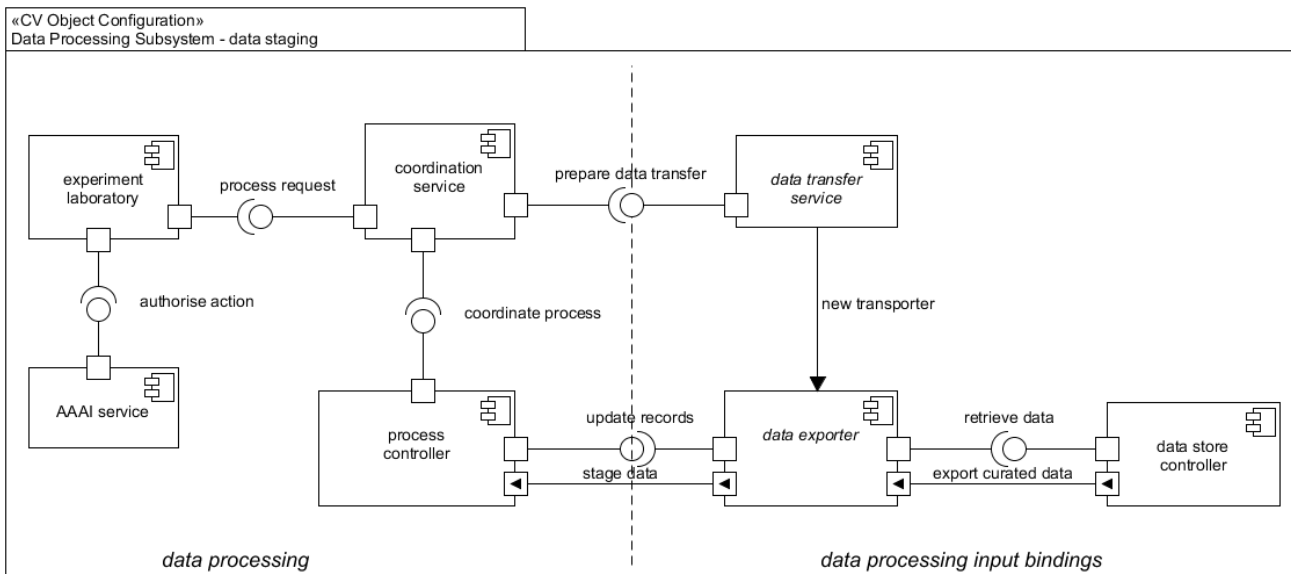 «CV Object Configuration»
Data Processing Subsystem - data staging
experiment
laboratory
process request
coordination
service
prepare data transfer
data transfer
service
authorise action
coordinate process
new transporter
AAAI service
process
controller
update records
stage data
data exporter
retrieve data
export curated data
data store
controller
data processing
data processing input bindings